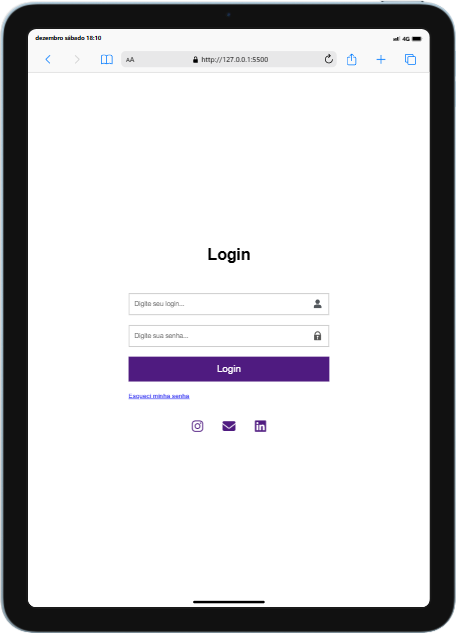 dezembro sábado 18:10
4G
AA http://127.0.0.1:5500
Login
Digite seu login...
Digite sua senha...
Login
Esqueci minha senha